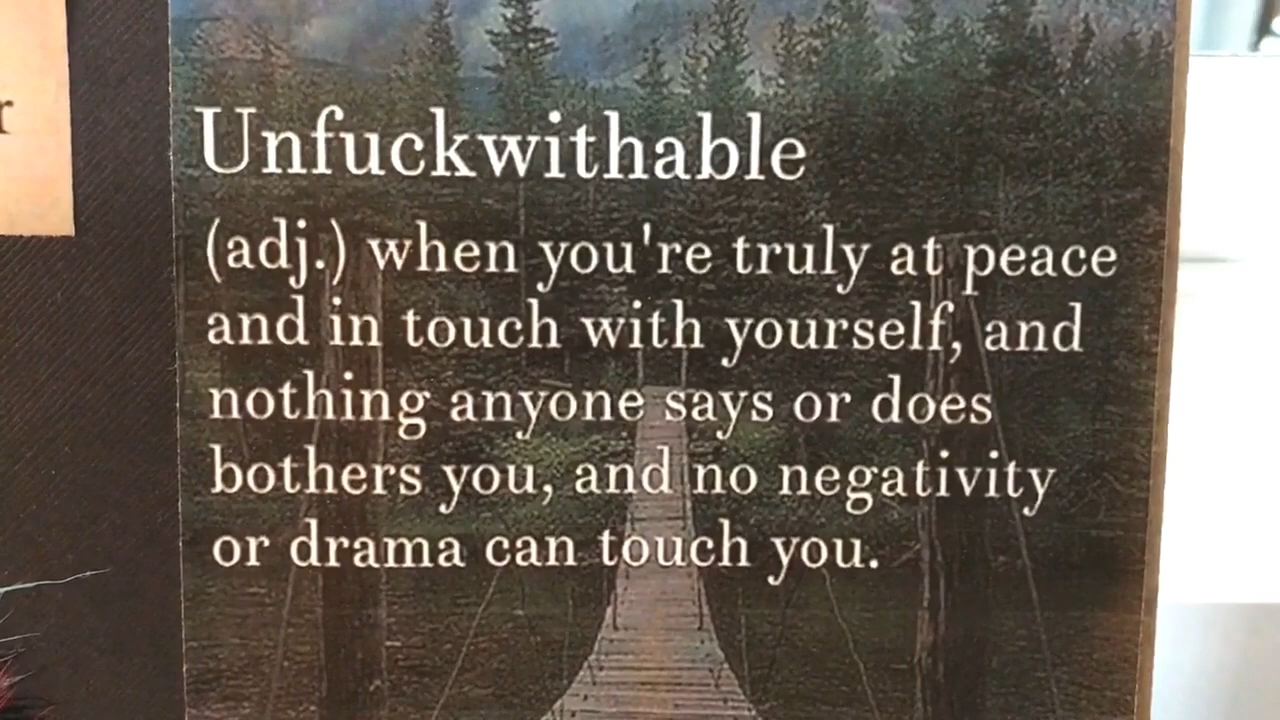 r
Unfuckwithable
(adj.) when you're truly at peace
and in touch with yourself, and
nothing anyone says or does
bothers you, and no negativity
or drama can touch you.